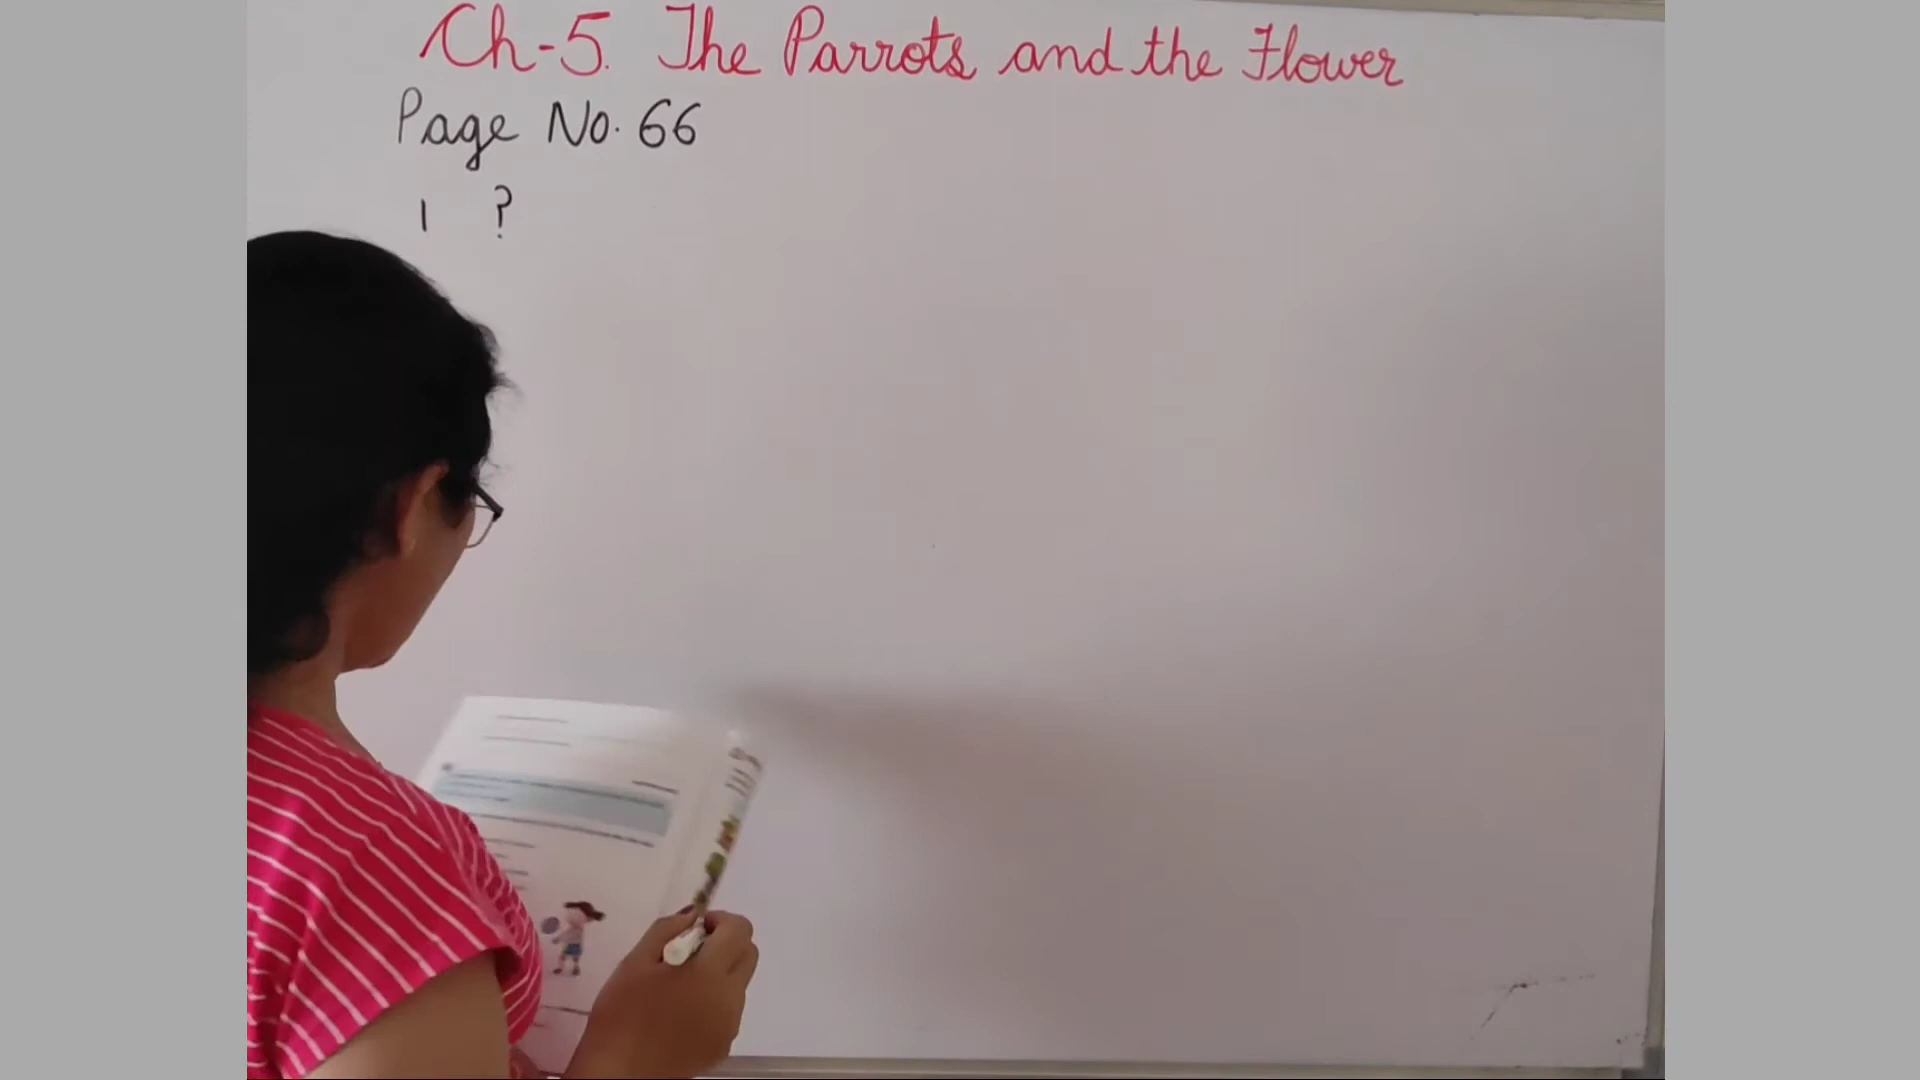 Ch-5. The Parrots and the Flower
Page No. 66
1 ?